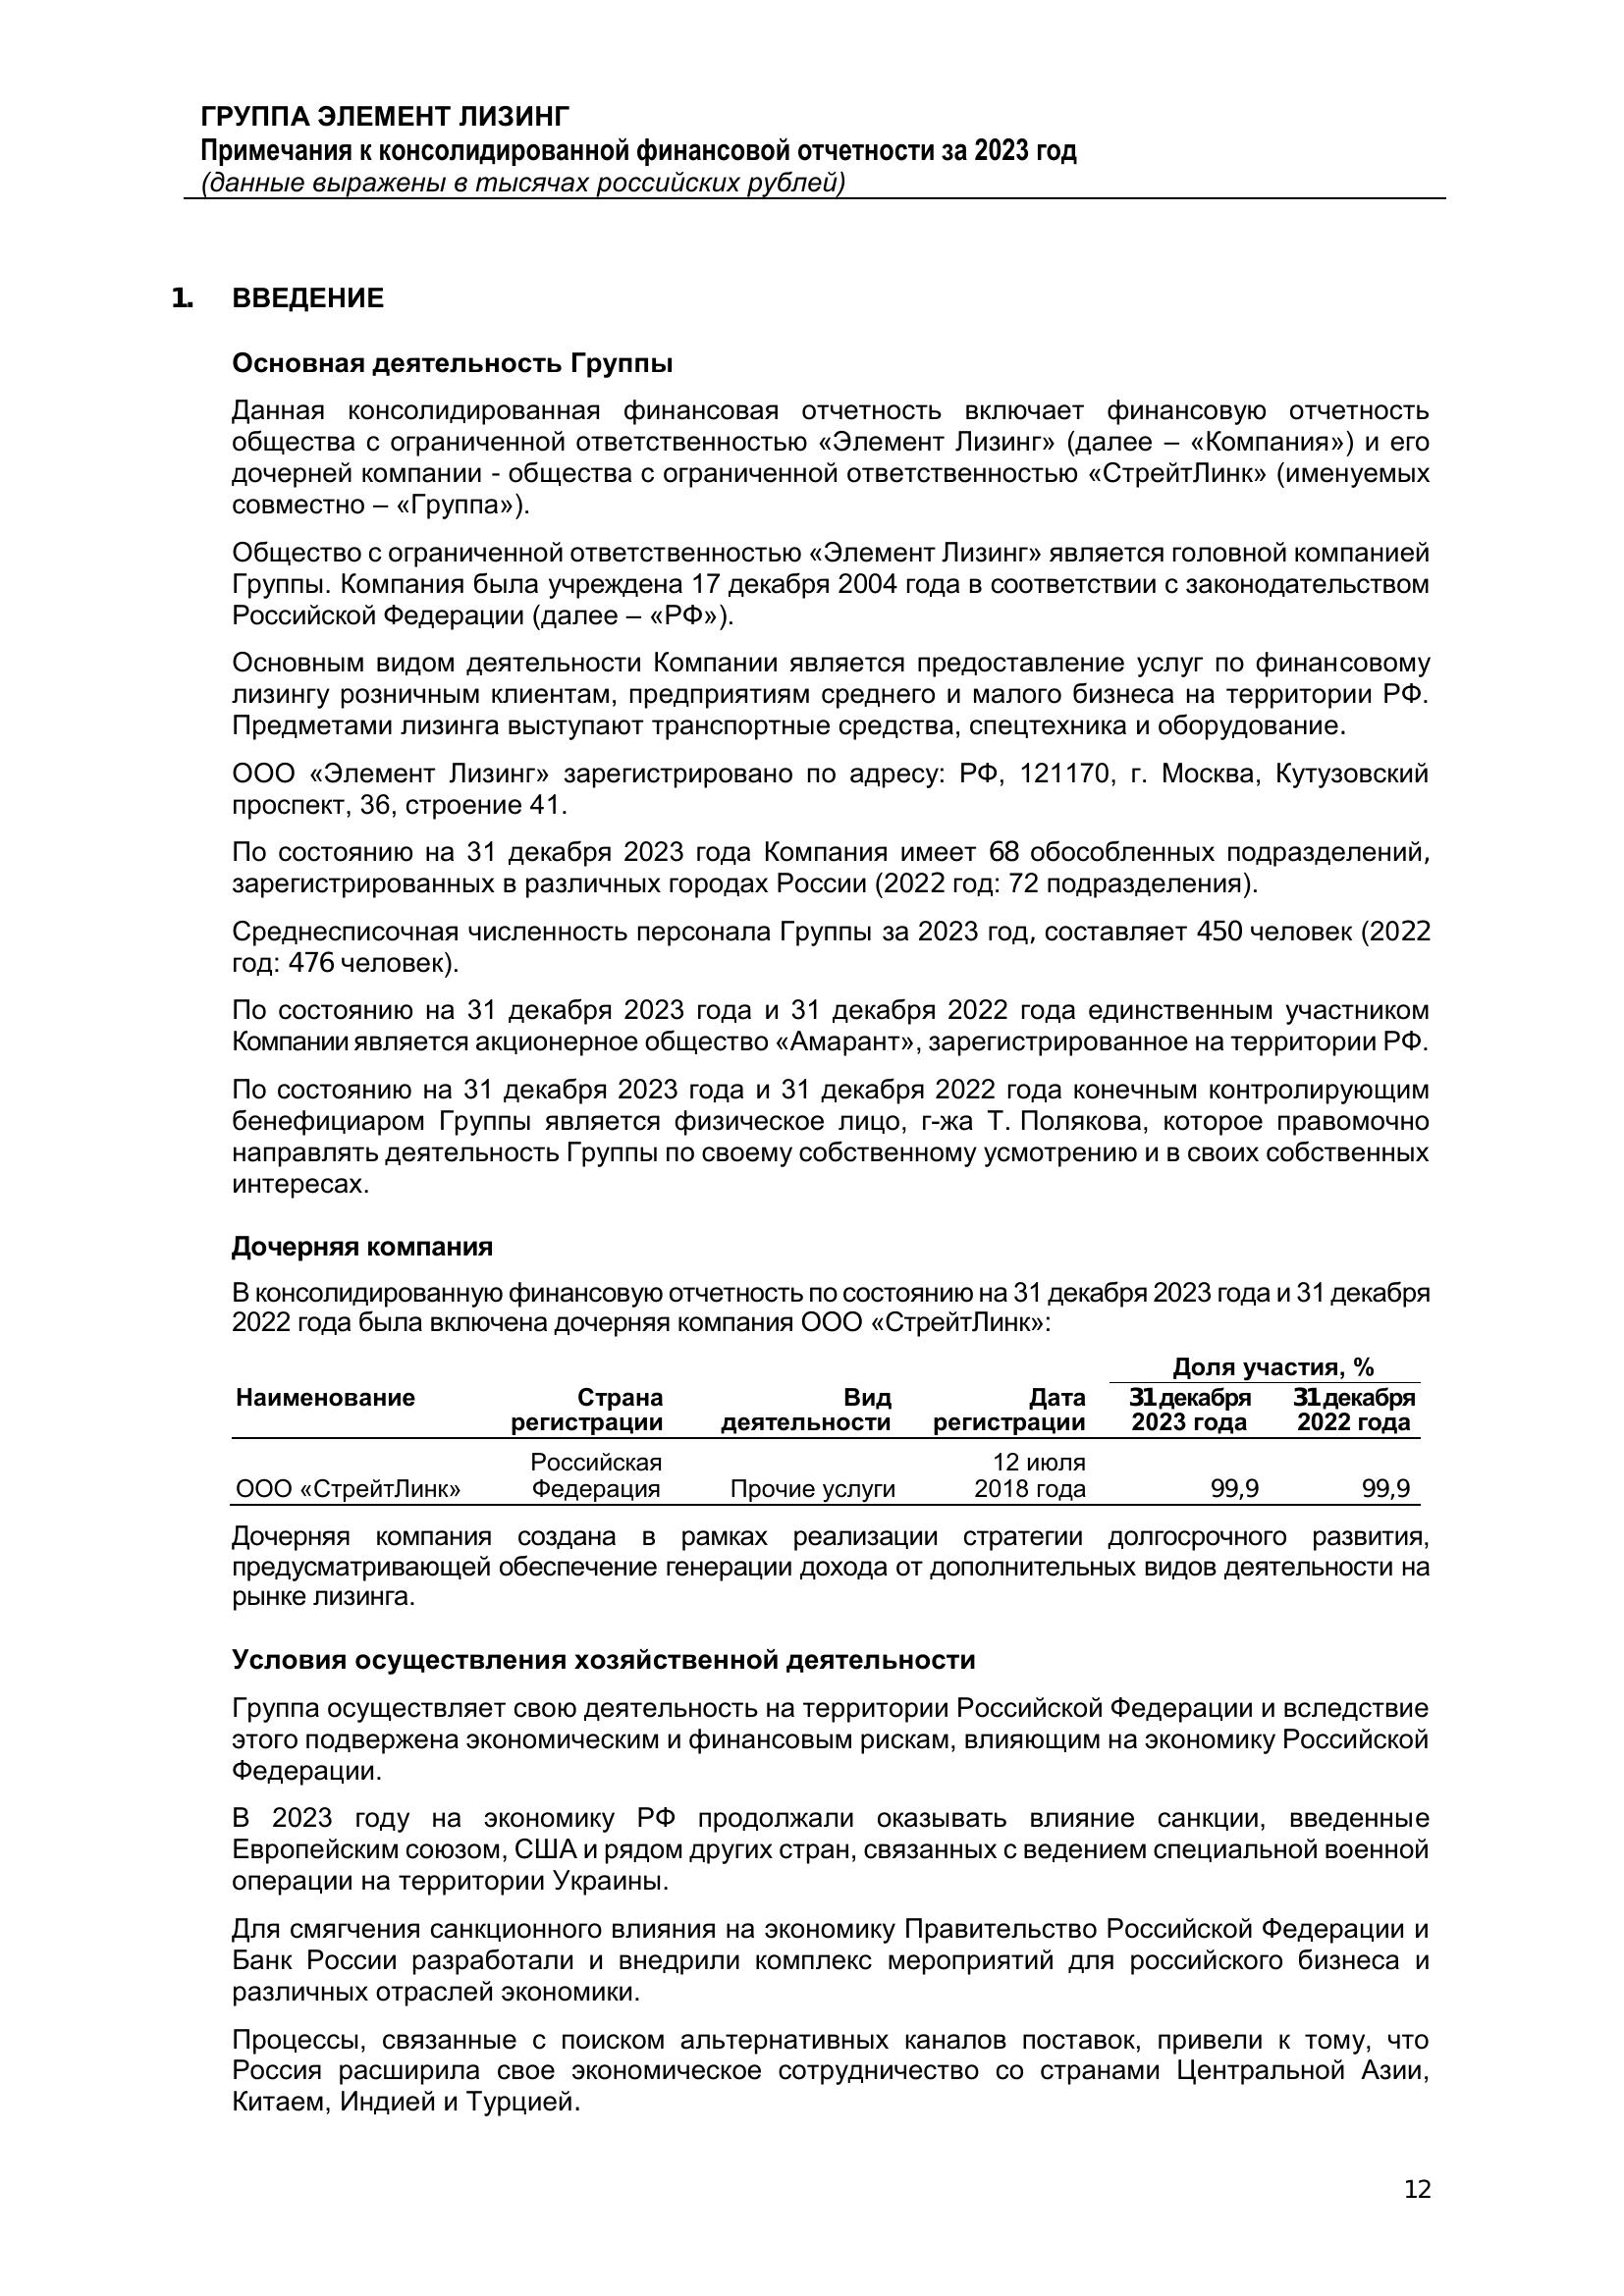 ГРУППА ЭЛЕМЕНТ ЛИЗИНГ
Примечания к консолидированной финансовой отчетности за 2023 год
(данные выражены в тысячах российских рублей)
1. ВВЕДЕНИЕ
Основная деятельность Группы
Данная консолидированная финансовая отчетность включает финансовую отчетность
общества с ограниченной ответственностью «Элемент Лизинг» (далее – «Компания») и его
дочерней компании - общества с ограниченной ответственностью «СтрейтЛинк» (именуемых
совместно – «Группа»).
Общество с ограниченной ответственностью «Элемент Лизинг» является головной компанией
Группы. Компания была учреждена 17 декабря 2004 года в соответствии с законодательством
Российской Федерации (далее – «РФ»).
Основным видом деятельности Компании является предоставление услуг по финансовому
лизингу розничным клиентам, предприятиям среднего и малого бизнеса на территории РФ.
Предметами лизинга выступают транспортные средства, спецтехника и оборудование.
ООО «Элемент Лизинг» зарегистрировано по адресу: РФ, 121170, г. Москва, Кутузовский
проспект, 36, строение 41.
По состоянию на 31 декабря 2023 года Компания имеет 68 обособленных подразделений,
зарегистрированных в различных городах России (2022 год: 72 подразделения).
Среднесписочная численность персонала Группы за 2023 год, составляет 450 человек (2022
год: 476 человек).
По состоянию на 31 декабря 2023 года и 31 декабря 2022 года единственным участником
Компании является акционерное общество «Амарант», зарегистрированное на территории РФ.
По состоянию на 31 декабря 2023 года и 31 декабря 2022 года конечным контролирующим
бенефициаром Группы является физическое лицо, г-жа Т. Полякова, которое правомочно
направлять деятельность Группы по своему собственному усмотрению и в своих собственных
интересах.
Дочерняя компания
В консолидированную финансовую отчетность по состоянию на 31 декабря 2023 года и 31 декабря
2022 года была включена дочерняя компания ООО «СтрейтЛинк»:
Доля участия, %
Наименование Страна Вид Дата 31 декабря 31 декабря
регистрации деятельности регистрации 2023 года 2022 года
Российская 12 июля
ООО «СтрейтЛинк» Федерация Прочие услуги 2018 года 99,9 99,9
Дочерняя компания создана в рамках реализации стратегии долгосрочного развития,
предусматривающей обеспечение генерации дохода от дополнительных видов деятельности на
рынке лизинга.
Условия осуществления хозяйственной деятельности
Группа осуществляет свою деятельность на территории Российской Федерации и вследствие
этого подвержена экономическим и финансовым рискам, влияющим на экономику Российской
Федерации.
В 2023 году на экономику РФ продолжали оказывать влияние санкции, введенные
Европейским союзом, США и рядом других стран, связанных с ведением специальной военной
операции на территории Украины.
Для смягчения санкционного влияния на экономику Правительство Российской Федерации и
Банк России разработали и внедрили комплекс мероприятий для российского бизнеса и
различных отраслей экономики.
Процессы, связанные с поиском альтернативных каналов поставок, привели к тому, что
Россия расширила свое экономическое сотрудничество со странами Центральной Азии,
Китаем, Индией и Турцией.
12